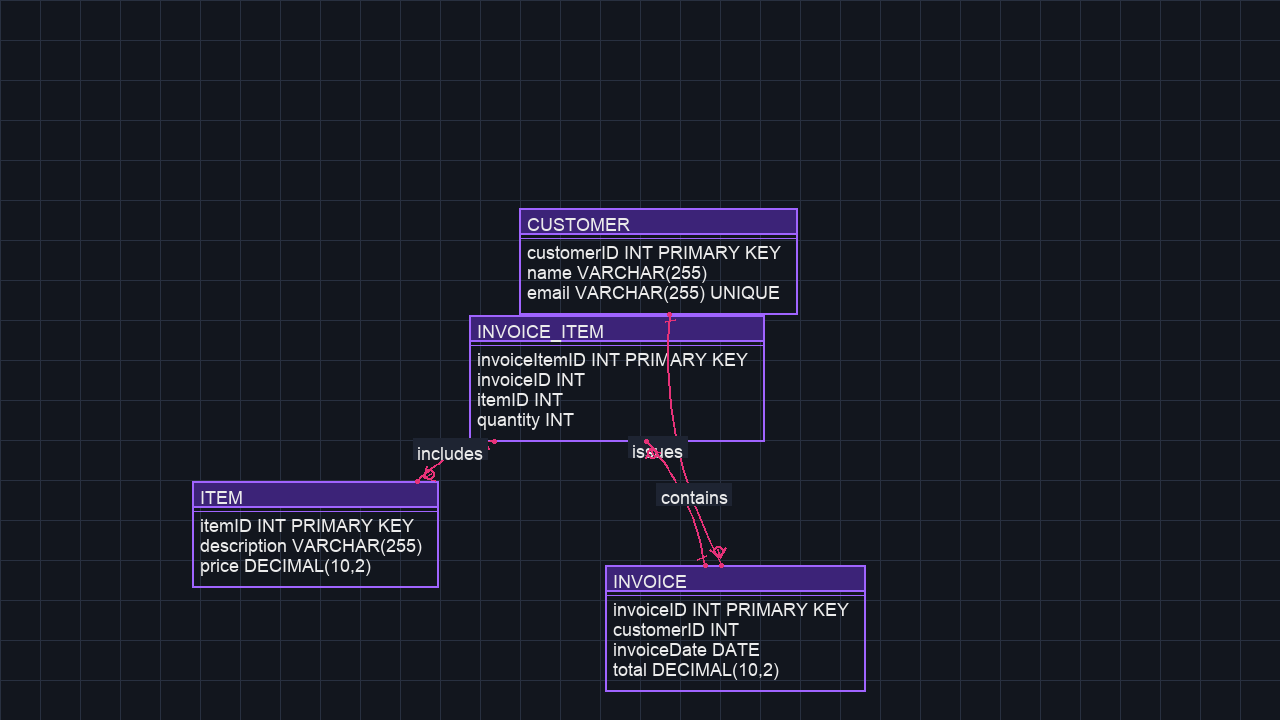 CUSTOMER
customerID INT PRIMARY KEY
name VARCHAR(255)
email VARCHAR(255) UNIQUE
INVOICE_ITEM
invoiceItemID INT PRIMARY KEY
invoiceID INT
itemID INT
quantity INT
includes
issues
contains
ITEM
itemID INT PRIMARY KEY
description VARCHAR(255)
price DECIMAL(10,2)
INVOICE
invoiceID INT PRIMARY KEY
customerID INT
invoiceDate DATE
total DECIMAL(10,2)